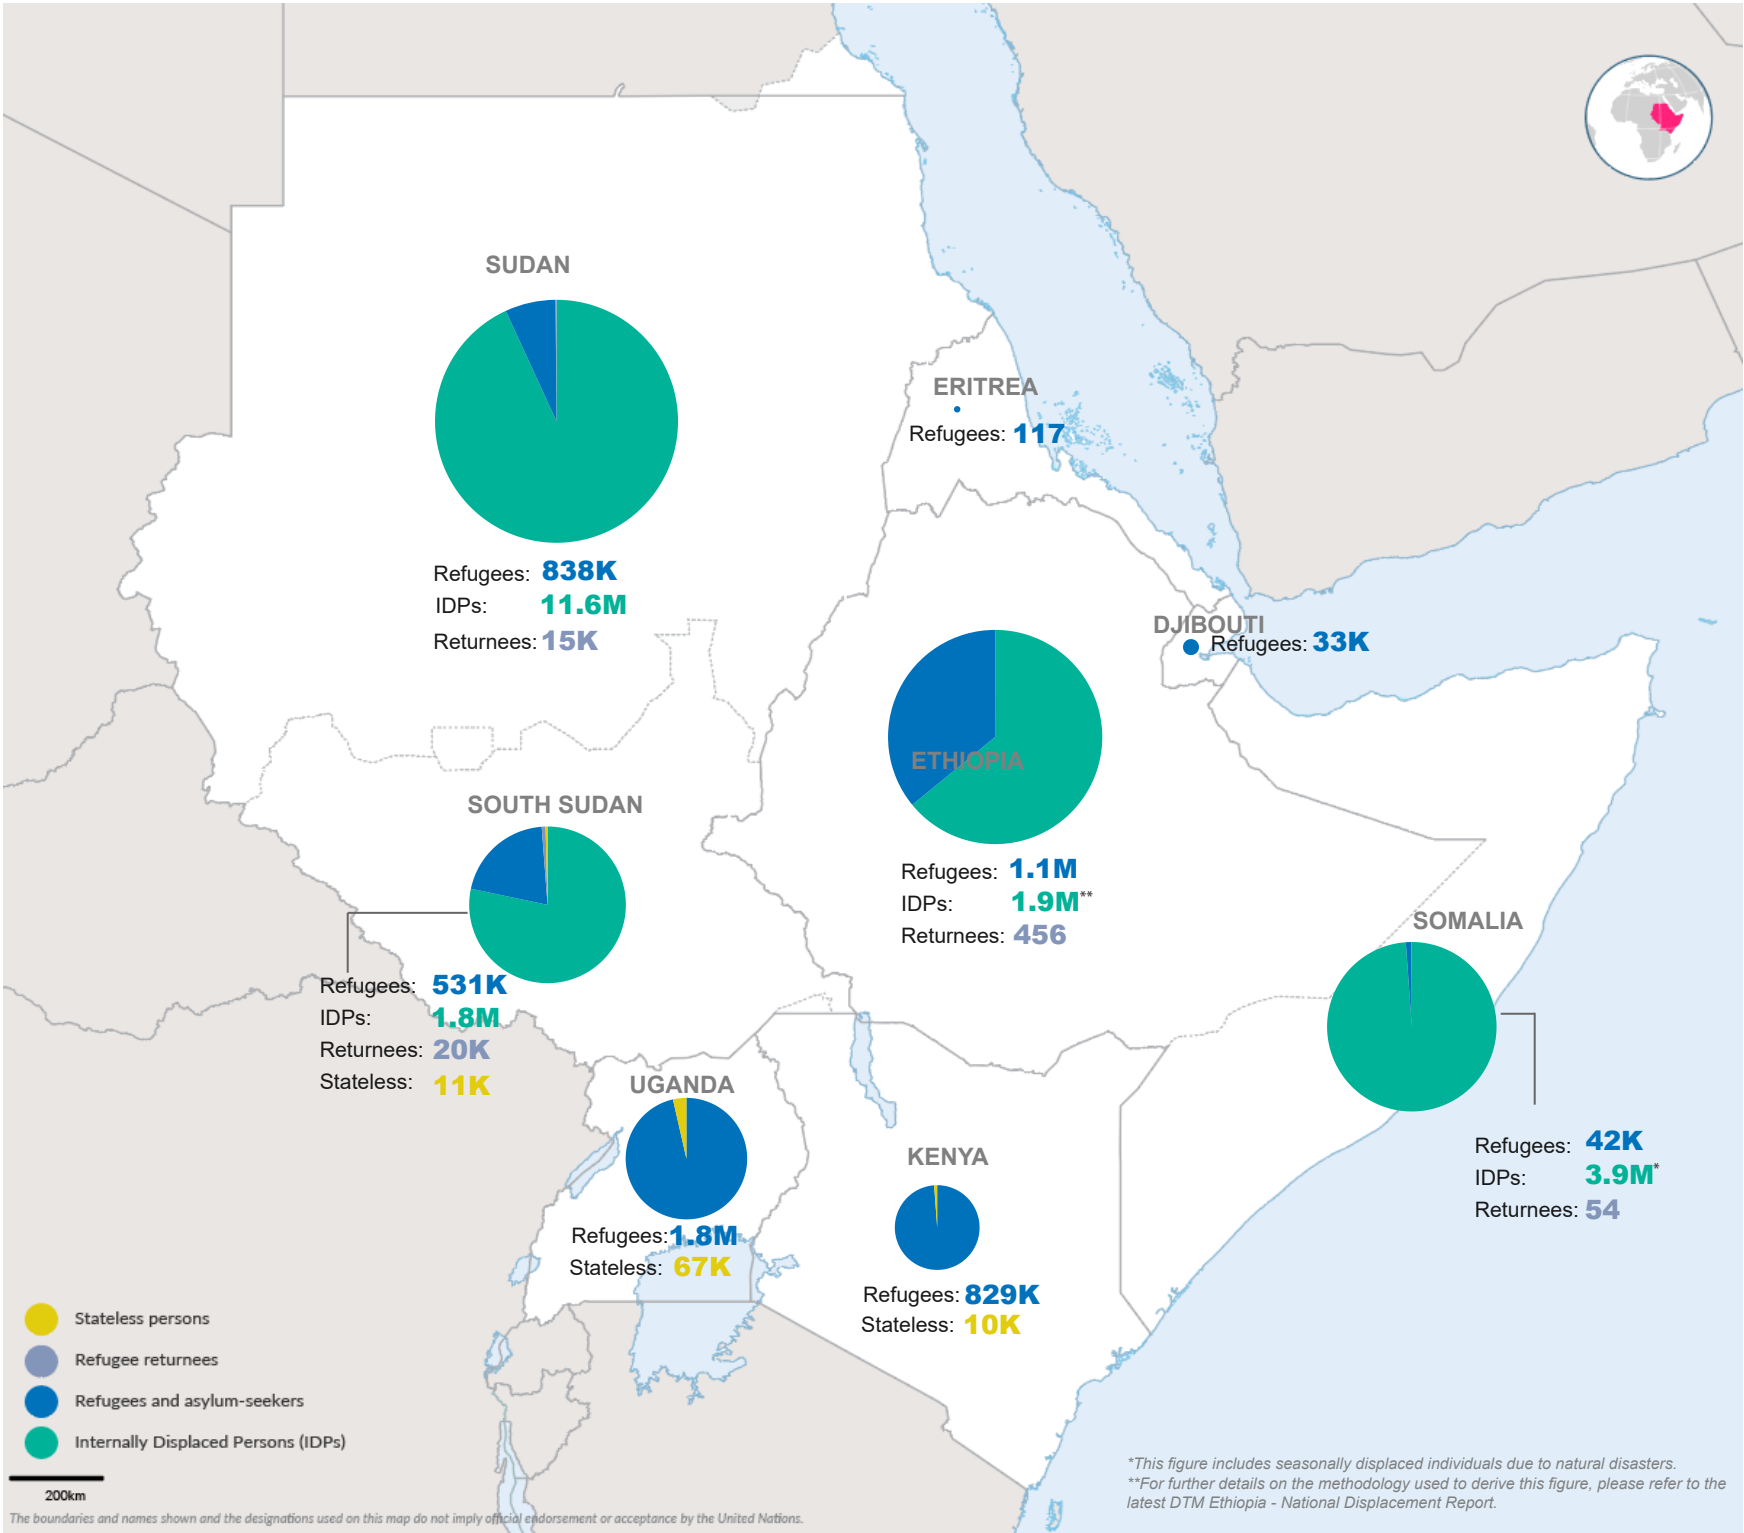 SUDAN
Refugees: 838K
IDPs: 11.6M
Returnees: 15K
ERITREA
Refugees: 117
DJIBOUTI
Refugees: 33K
ETHIOPIA
Refugees: 1.1M
IDPs: 1.9M**
Returnees: 456
SOUTH SUDAN
Refugees: 531K
IDPs: 1.8M
Returnees: 20K
Stateless: 11K
SOMALIA
Refugees: 42K
IDPs: 3.9M*
Returnees: 54
UGANDA
Refugees: 1.8M
Stateless: 67K
KENYA
Refugees: 829K
Stateless: 10K
Stateless persons
Refugee returnees
Refugees and asylum-seekers
Internally Displaced Persons (IDPs)
200km
*This figure includes seasonally displaced individuals due to natural disasters.
**For further details on the methodology used to derive this figure, please refer to the
latest DTM Ethiopia - National Displacement Report.
The boundaries and names shown and the designations used on this map do not imply official endorsement or acceptance by the United Nations.